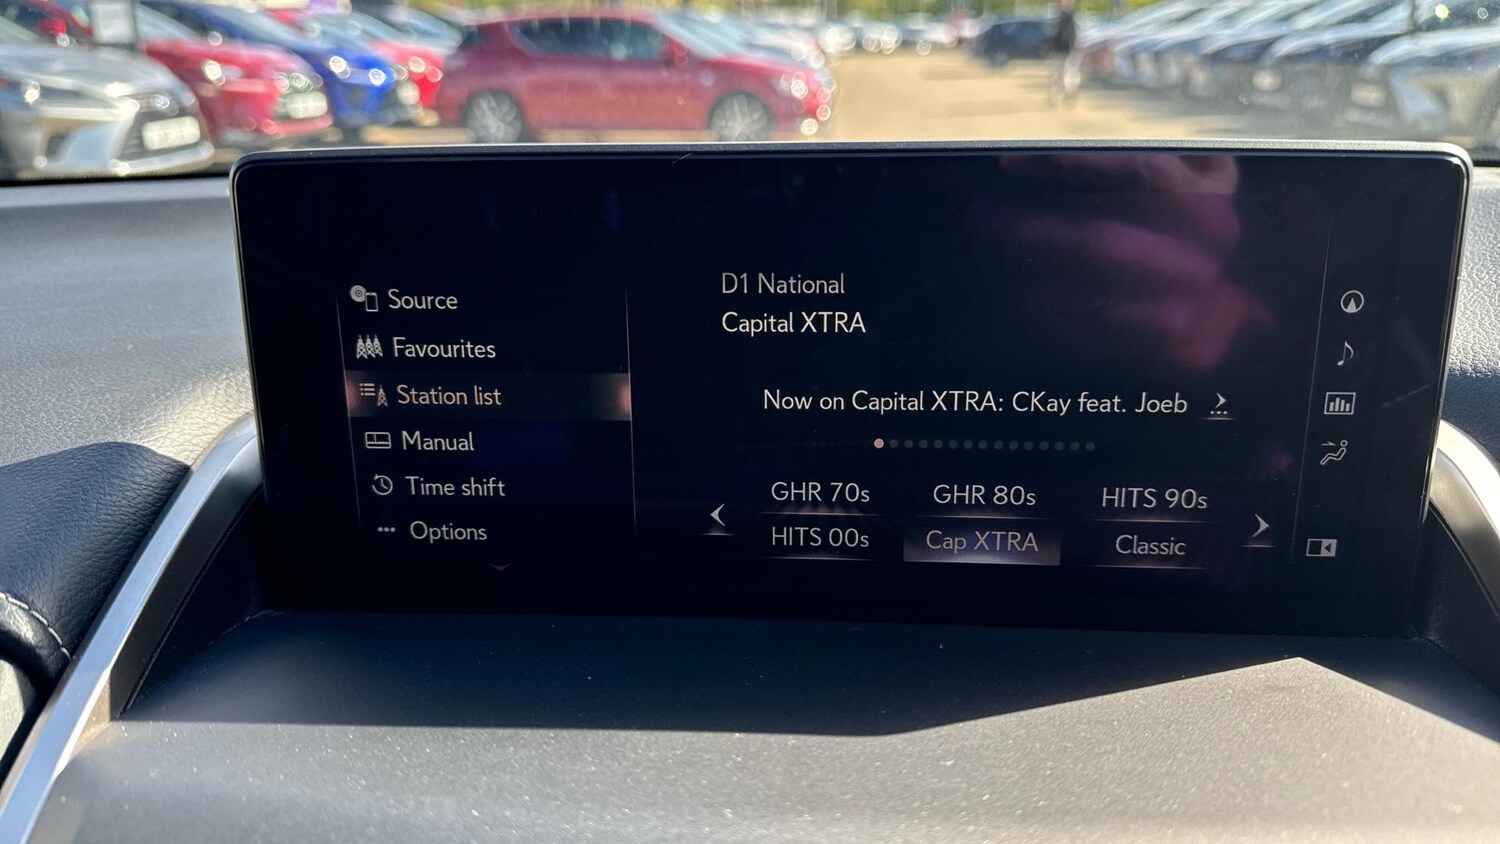 Source
Favourites
Station list
Manual
Time shift
Options
D1 National
Capital XTRA
Now on Capital XTRA: CKay feat. Joeb
GHR 70s GHR 80s HITS 90s
HITS 00s Cap XTRA Classic